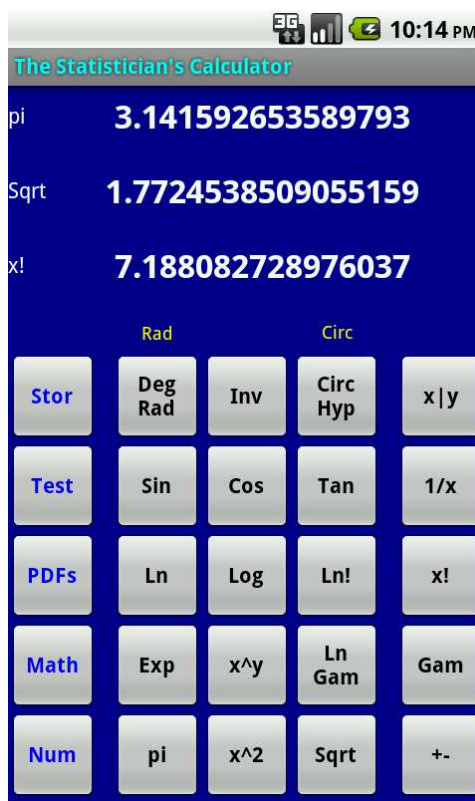 3G 10:14 PM
The Statistician's Calculator
pi 3.141592653589793
Sqrt 1.7724538509055159
x! 7.188082728976037
Rad Circ
Stor Deg Rad Inv Circ Hyp x|y
Test Sin Cos Tan 1/x
PDFs Ln Log Ln! x!
Math Exp x^y Ln Gam Gam
Num pi x^2 Sqrt +-